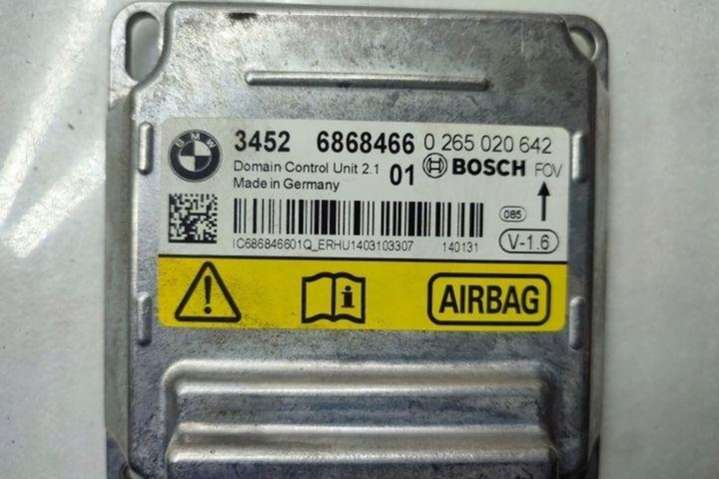 BMW
3452 6868466 0 265 020 642
Domain Control Unit 2.1 01 BOSCH FOV
Made in Germany
085
V-1.6
IC686846601Q_ERHU1403103307 140131
AIRBAG